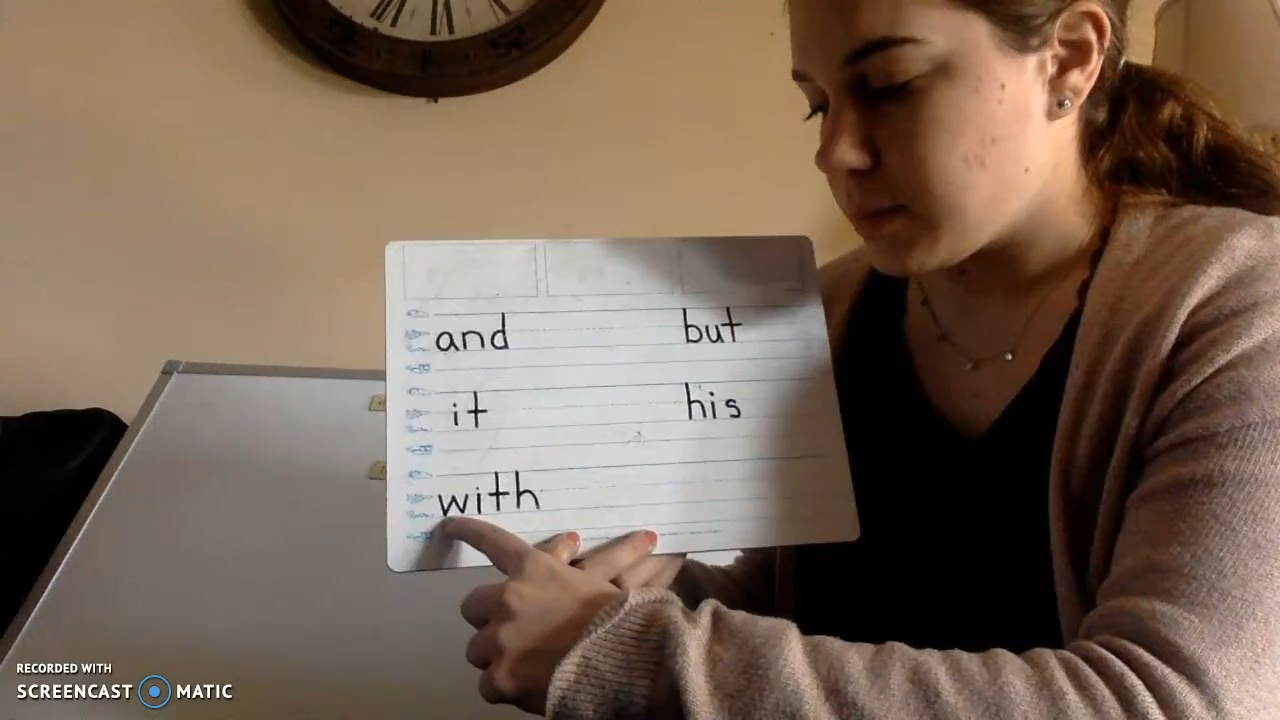 and but
it his
with
RECORDED WITH
SCREENCAST MATIC